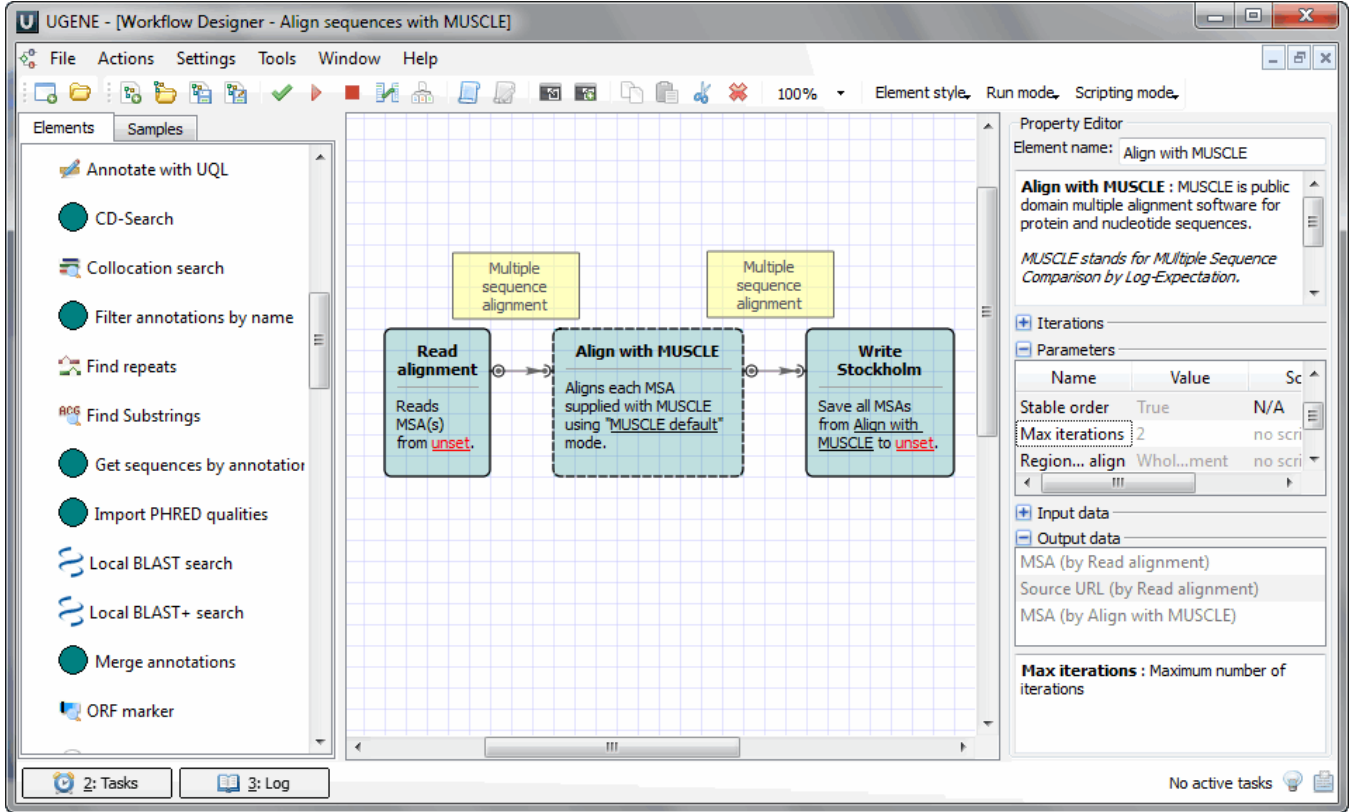 UGENE - [Workflow Designer - Align sequences with MUSCLE]
File Actions Settings Tools Window Help
100% Element style Run mode Scripting mode
Elements Samples
Annotate with UQL
CD-Search
Collocation search
Filter annotations by name
Find repeats
ACG Find Substrings
Get sequences by annotation
Import PHRED qualities
Local BLAST search
Local BLAST+ search
Merge annotations
ORF marker
Multiple
sequence
alignment
Multiple
sequence
alignment
Read
alignment
Reads
MSA(s)
from unset.
Align with MUSCLE
Aligns each MSA
supplied with MUSCLE
using "MUSCLE default"
mode.
Write
Stockholm
Save all MSAs
from Align with
MUSCLE to unset.
Property Editor
Element name: Align with MUSCLE
Align with MUSCLE : MUSCLE is public
domain multiple alignment software for
protein and nucleotide sequences.
MUSCLE stands for MUltiple Sequence
Comparison by Log-Expectation.
Iterations
Parameters
Name Value Sc
Stable order True N/A
Max iterations 2 no scri
Region... align Whol...ment no scri
Input data
Output data
MSA (by Read alignment)
Source URL (by Read alignment)
MSA (by Align with MUSCLE)
Max iterations : Maximum number of
iterations
2: Tasks 3: Log No active tasks